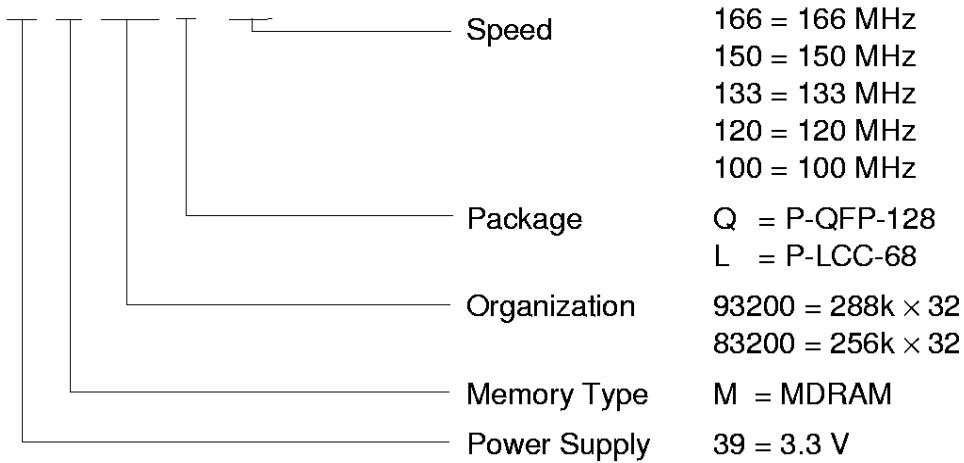 Speed 166 = 166 MHz
150 = 150 MHz
133 = 133 MHz
120 = 120 MHz
100 = 100 MHz
Package Q = P-QFP-128
L = P-LCC-68
Organization 93200 = 288k × 32
83200 = 256k × 32
Memory Type M = MDRAM
Power Supply 39 = 3.3 V